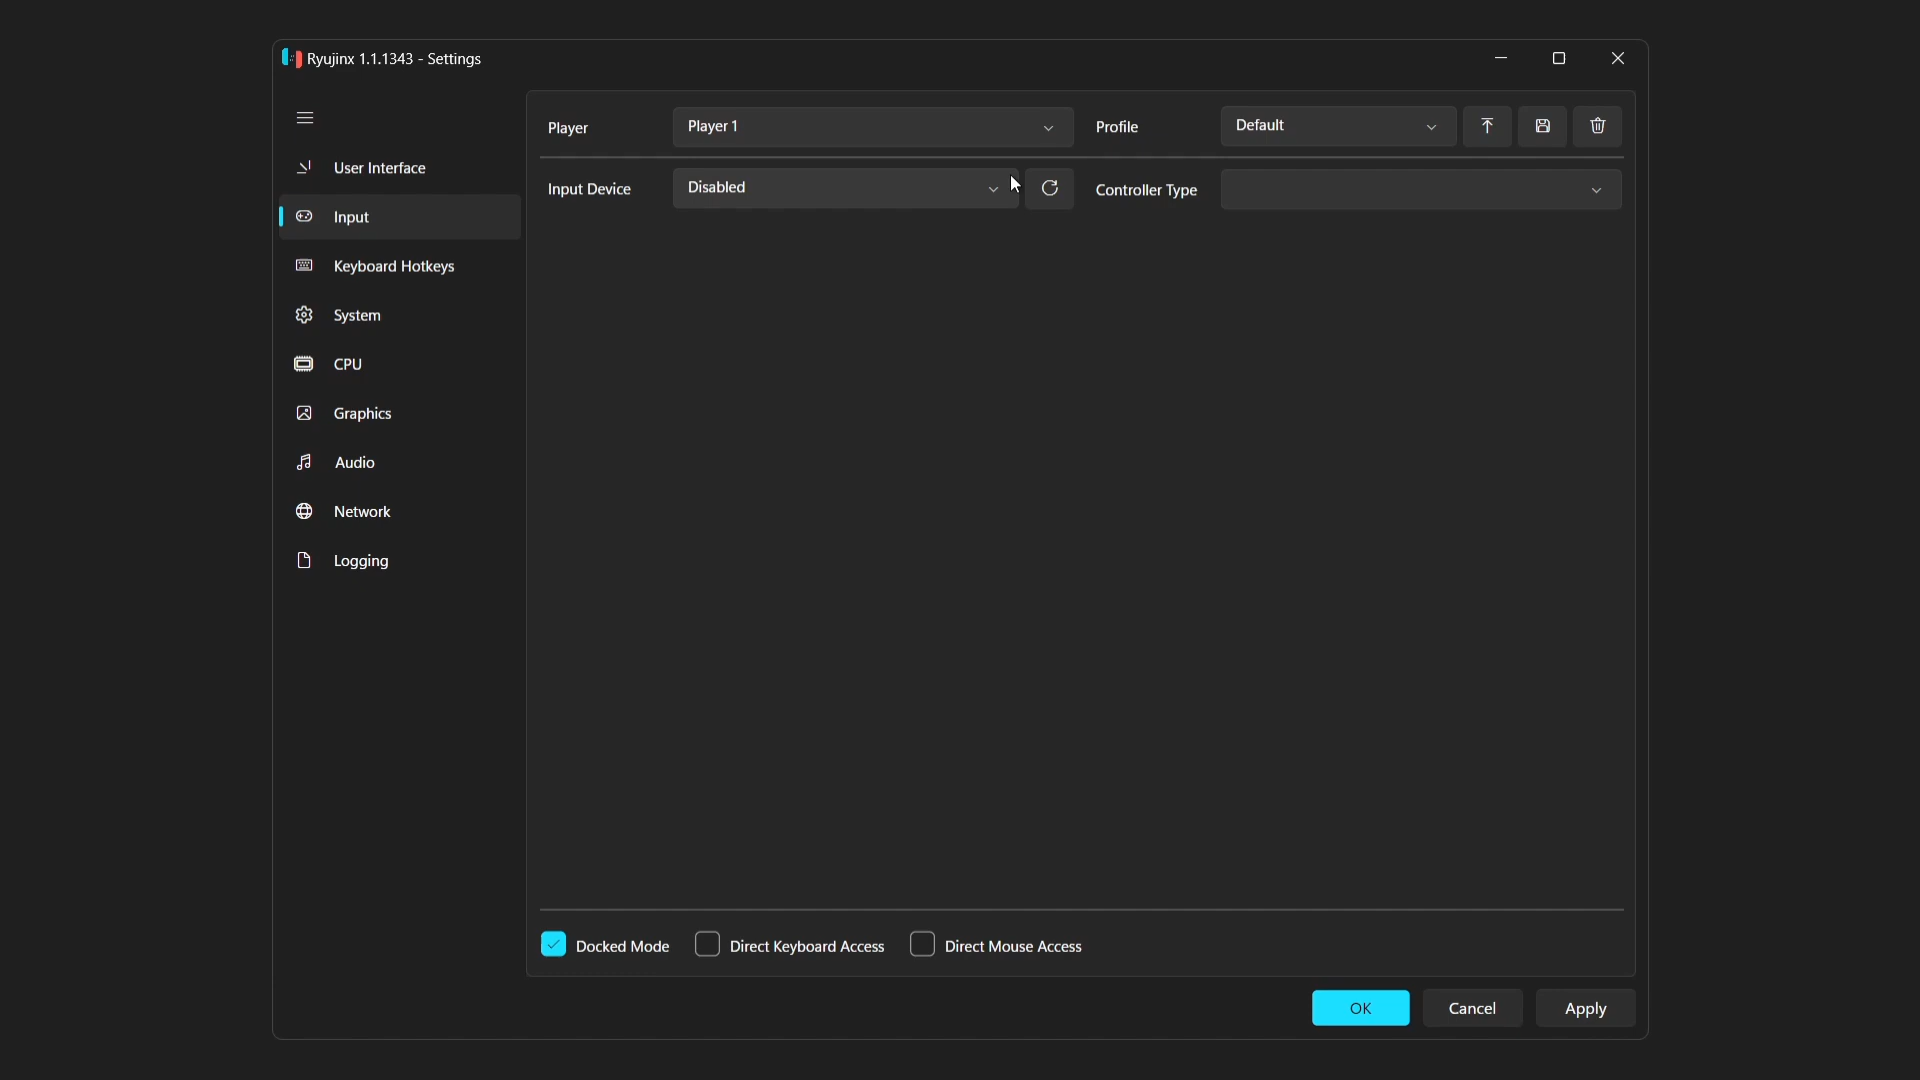 Ryujinx 1.1.1343 - Settings
Player
Player 1
Profile
Default
User Interface
Input Device
Disabled
Controller Type
Input
Keyboard Hotkeys
System
CPU
Graphics
Audio
Network
Logging
Docked Mode
Direct Keyboard Access
Direct Mouse Access
OK
Cancel
Apply